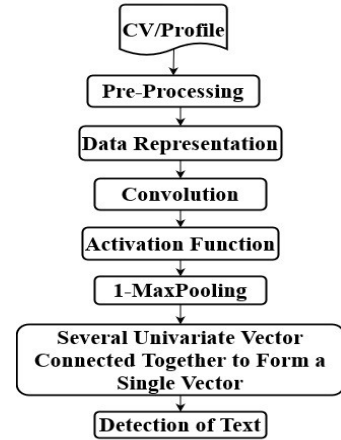 CV/Profile
Pre-Processing
Data Representation
Convolution
Activation Function
1-MaxPooling
Several Univariate Vector
Connected Together to Form a
Single Vector
Detection of Text